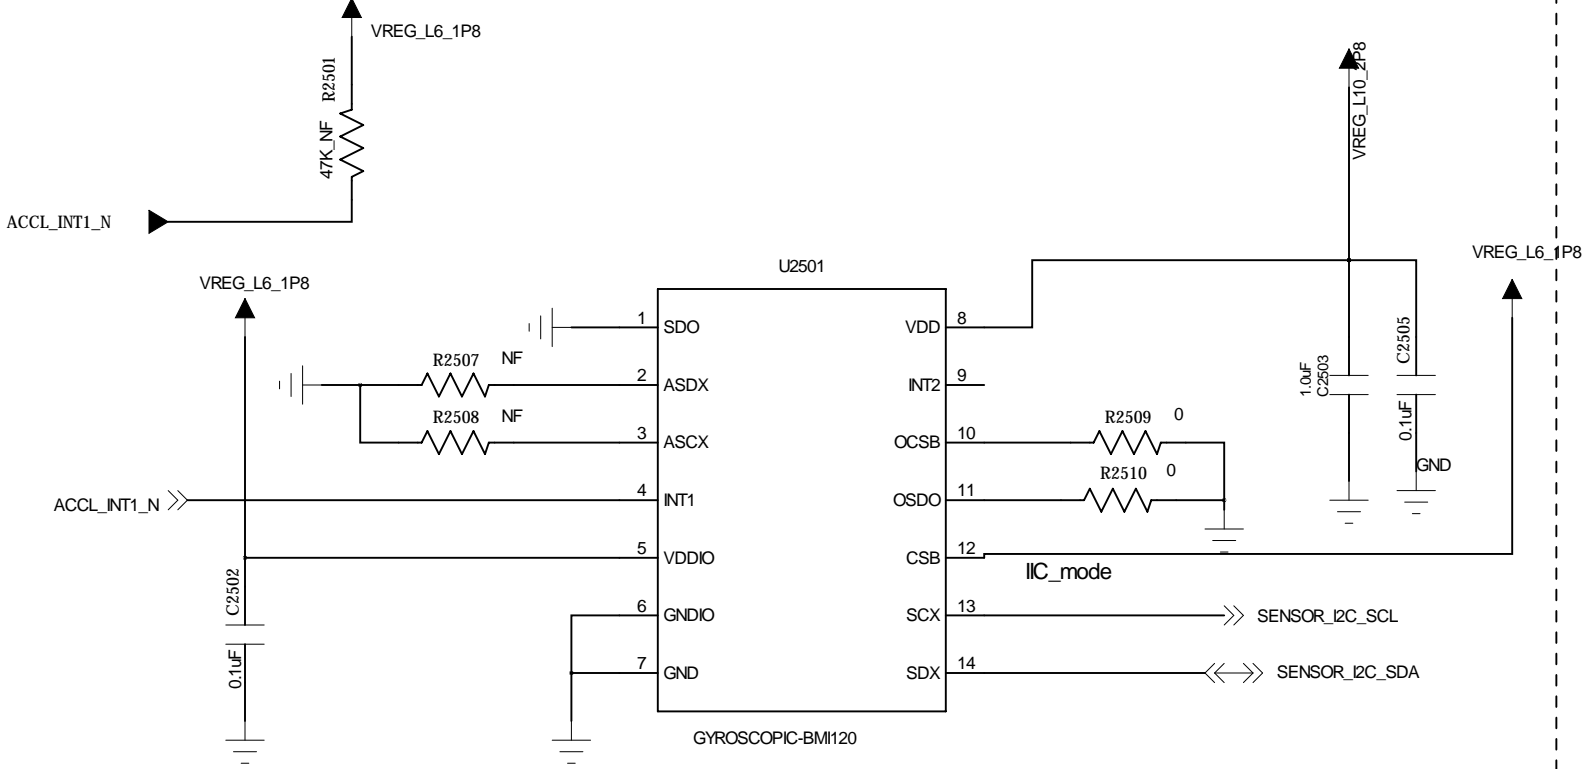 VREG_L6_1P8
R2501
47K_NF
ACCL_INT1_N
VREG_L10_2P8
VREG_L6_1P8
VREG_L6_1P8
U2501
1 SDO
VDD 8
R2507 NF
2 ASDX
INT2 9
R2508 NF
3 ASCX
OCSB 10
R2509 0
ACCL_INT1_N
4 INT1
OSDO 11
R2510 0
5 VDDIO
CSB 12
IIC_mode
6 GNDIO
SCX 13
SENSOR_I2C_SCL
7 GND
SDX 14
SENSOR_I2C_SDA
C2502
0.1uF
1.0uF
C2503
C2505
0.1uF
GND
GYROSCOPIC-BMI120